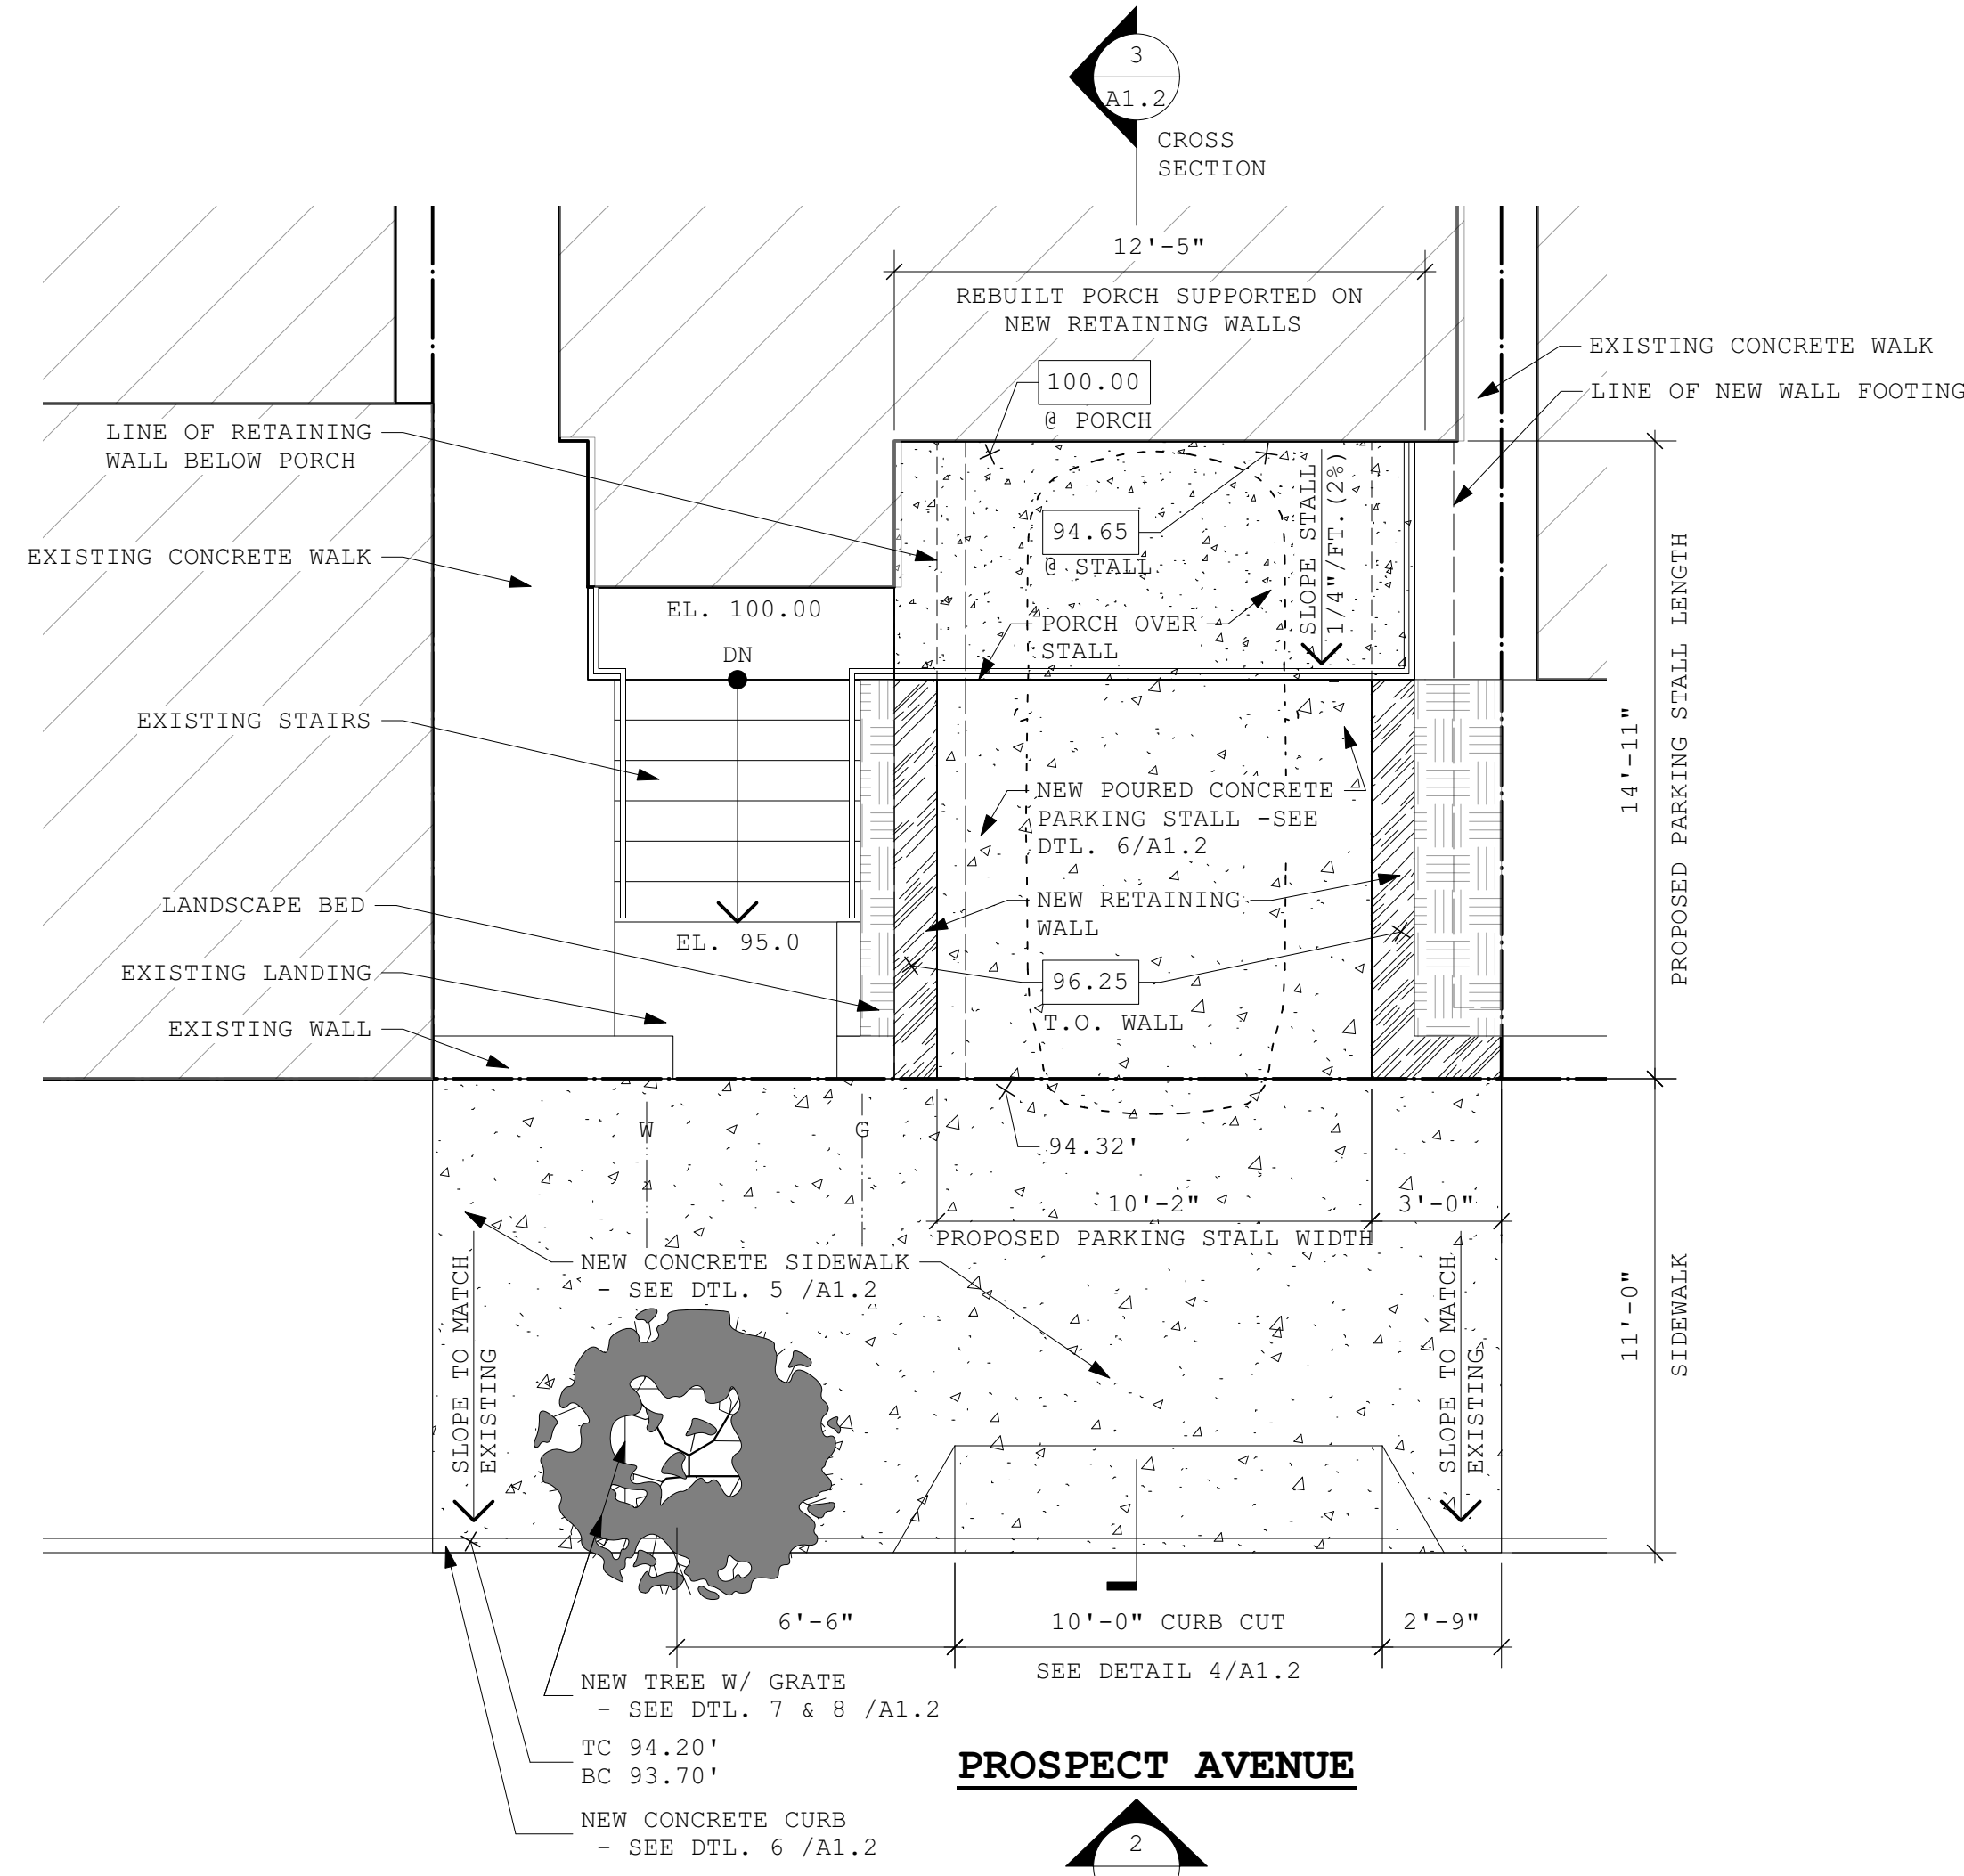 3
A1.2
CROSS
SECTION
12'-5"
REBUILT PORCH SUPPORTED ON
NEW RETAINING WALLS
EXISTING CONCRETE WALK
LINE OF NEW WALL FOOTING
100.00
@ PORCH
LINE OF RETAINING
WALL BELOW PORCH
94.65
@ STALL
SLOPE STALL
1/4"/FT.(2%)
EXISTING CONCRETE WALK
EL. 100.00
PORCH OVER
STALL
DN
EXISTING STAIRS
14'-11"
PROPOSED PARKING STALL LENGTH
NEW POURED CONCRETE
PARKING STALL -SEE
DTL. 6/A1.2
LANDSCAPE BED
NEW RETAINING
WALL
EL. 95.0
EXISTING LANDING
96.25
T.O. WALL
EXISTING WALL
W
G
94.32'
10'-2"
3'-0"
PROPOSED PARKING STALL WIDTH
NEW CONCRETE SIDEWALK
- SEE DTL. 5 /A1.2
SLOPE TO MATCH
EXISTING
SLOPE TO MATCH
EXISTING
11'-0"
SIDEWALK
6'-6"
10'-0" CURB CUT
2'-9"
SEE DETAIL 4/A1.2
NEW TREE W/ GRATE
- SEE DTL. 7 & 8 /A1.2
TC 94.20'
BC 93.70'
PROSPECT AVENUE
NEW CONCRETE CURB
- SEE DTL. 6 /A1.2
2